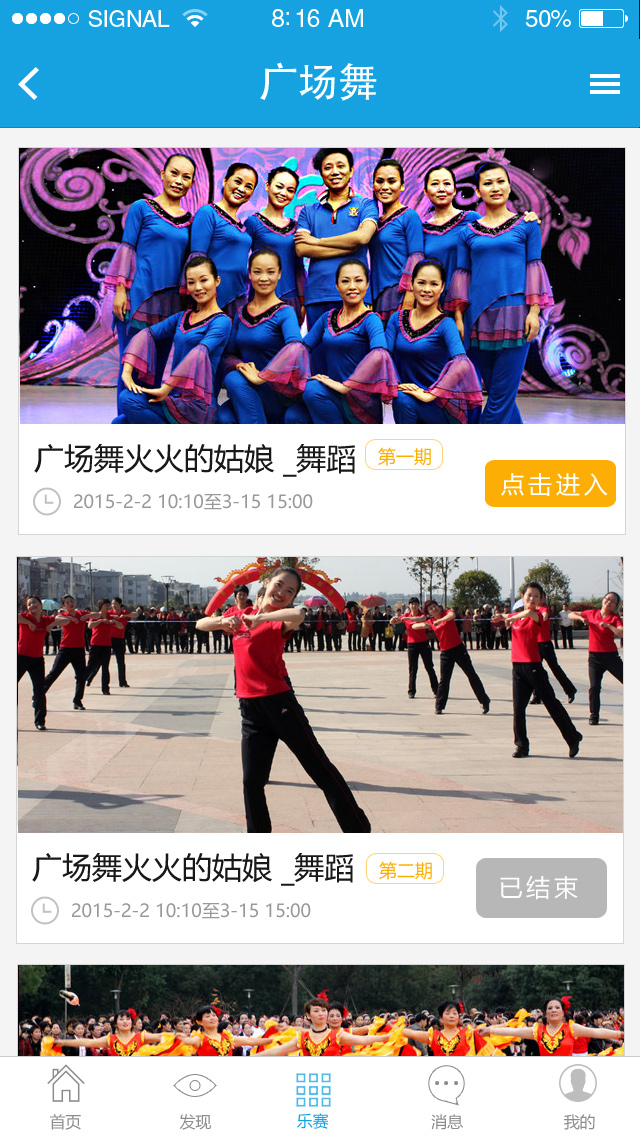 SIGNAL 8:16 AM 50%
广场舞
广场舞火火的姑娘 _舞蹈 第一期
2015-2-2 10:10至3-15 15:00
点击进入
广场舞火火的姑娘 _舞蹈 第二期
2015-2-2 10:10至3-15 15:00
已结束
首页 发现 乐赛 消息 我的